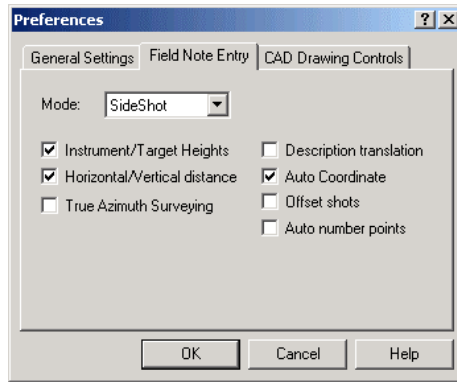 Preferences
General Settings Field Note Entry CAD Drawing Controls
Mode: SideShot
Instrument/Target Heights
Horizontal/Vertical distance
True Azimuth Surveying
Description translation
Auto Coordinate
Offset shots
Auto number points
OK Cancel Help